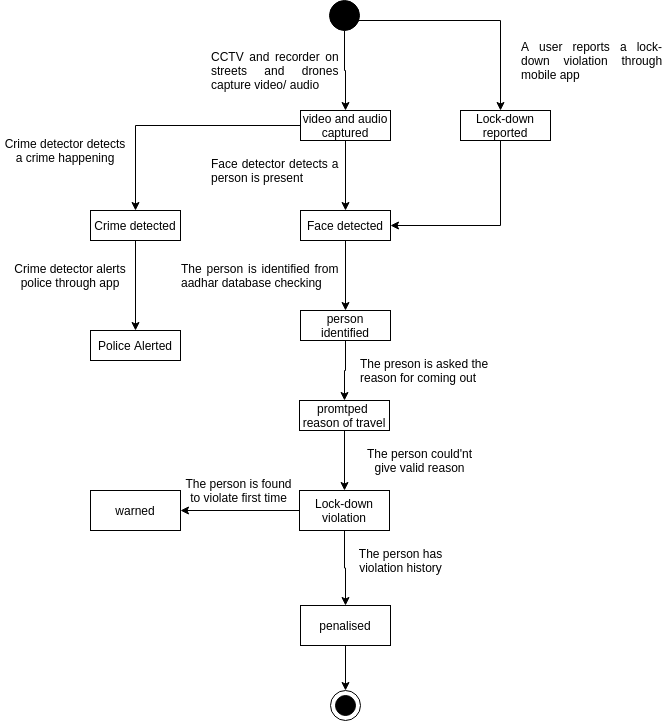 CCTV and recorder on
streets and drones
capture video/ audio
A user reports a lock-
down violation through
mobile app
video and audio
captured
Lock-down
reported
Crime detector detects
a crime happening
Face detector detects a
person is present
Crime detected
Face detected
Crime detector alerts
police through app
The person is identified from
aadhar database checking
person
identified
Police Alerted
The preson is asked the
reason for coming out
promtped
reason of travel
The person could'nt
give valid reason
The person is found
to violate first time
warned
Lock-down
violation
The person has
violation history
penalised